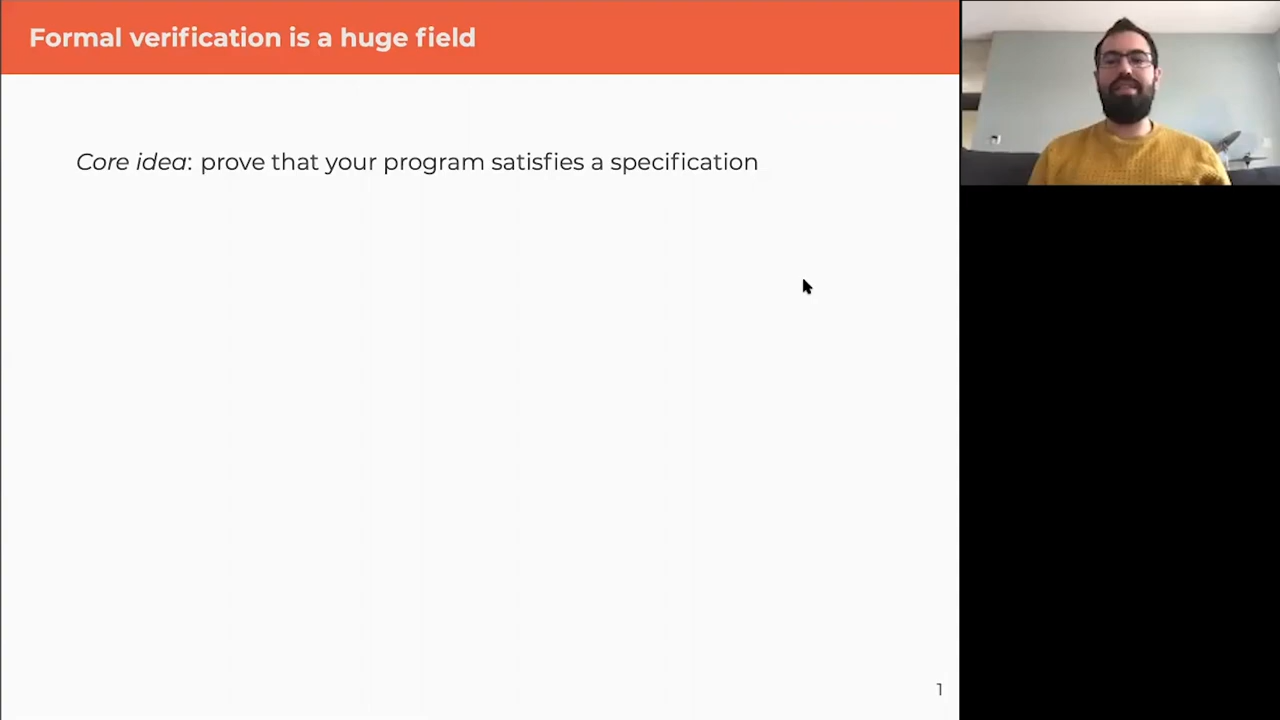 Formal verification is a huge field
Core idea: prove that your program satisfies a specification
1